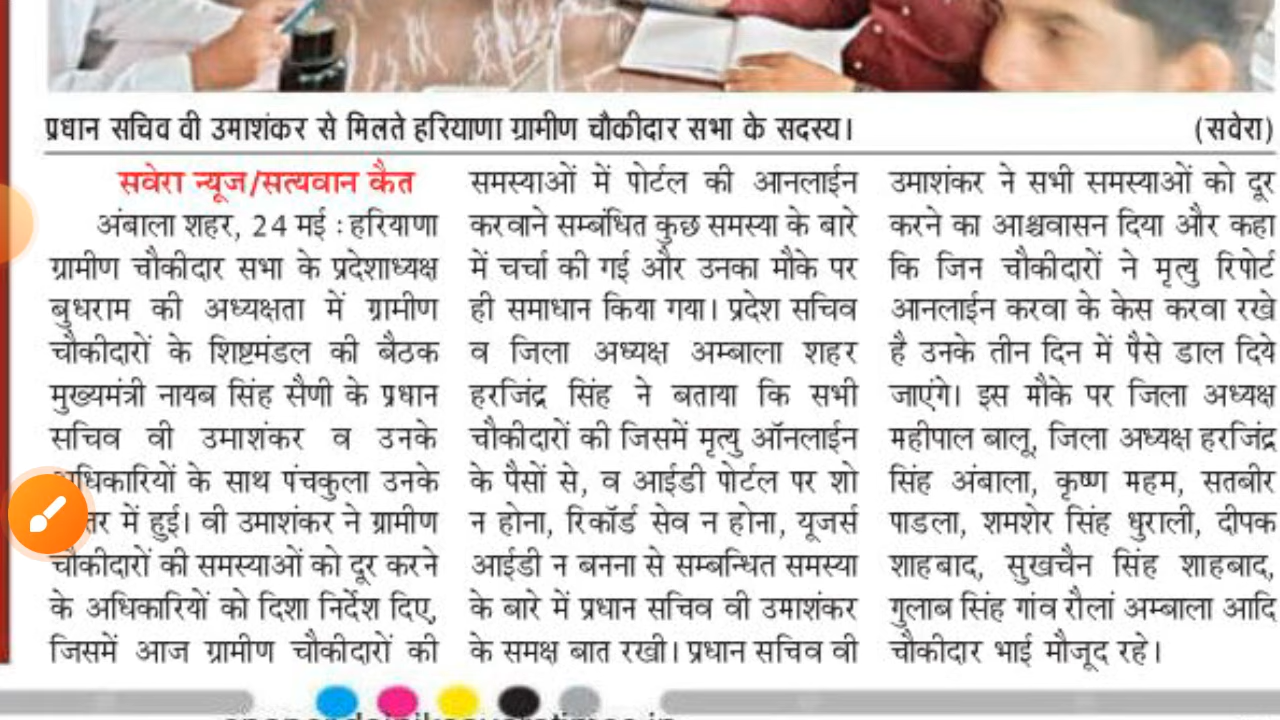 प्रधान सचिव वी उमाशंकर से मिलते हरियाणा ग्रामीण चौकीदार सभा के सदस्य। (सवेरा)
सवेरा न्यूज/सत्यवान कैत
अंबाला शहर, 24 मई : हरियाणा
ग्रामीण चौकीदार सभा के प्रदेशाध्यक्ष
बुधराम की अध्यक्षता में ग्रामीण
चौकीदारों के शिष्टमंडल की बैठक
मुख्यमंत्री नायब सिंह सैणी के प्रधान
सचिव वी उमाशंकर व उनके
अधिकारियों के साथ पंचकुला उनके
में हुई। वी उमाशंकर ने ग्रामीण
चौकीदारों की समस्याओं को दूर करने
के अधिकारियों को दिशा निर्देश दिए,
जिसमें आज ग्रामीण चौकीदारों की
समस्याओं में पोर्टल की आनलाईन
करवाने सम्बंधित कुछ समस्या के बारे
में चर्चा की गई और उनका मौके पर
ही समाधान किया गया। प्रदेश सचिव
व जिला अध्यक्ष अम्बाला शहर
हरजिंद्र सिंह ने बताया कि सभी
चौकीदारों की जिसमें मृत्यु ऑनलाईन
के पैसों से, व आईडी पोर्टल पर शो
न होना, रिकॉर्ड सेव न होना, यूजर्स
आईडी न बनना से सम्बन्धित समस्या
के बारे में प्रधान सचिव वी उमाशंकर
के समक्ष बात रखी। प्रधान सचिव वी
उमाशंकर ने सभी समस्याओं को दूर
करने का आश्चवासन दिया और कहा
कि जिन चौकीदारों ने मृत्यु रिपोर्ट
आनलाईन करवा के केस करवा रखे
है उनके तीन दिन में पैसे डाल दिये
जाएंगे। इस मौके पर जिला अध्यक्ष
महीपाल बालू, जिला अध्यक्ष हरजिंद्र
सिंह अंबाला, कृष्ण महम, सतबीर
पाडला, शमशेर सिंह धुराली, दीपक
शाहबाद, सुखचैन सिंह शाहबाद,
गुलाब सिंह गांव रौलां अम्बाला आदि
चौकीदार भाई मौजूद रहे।